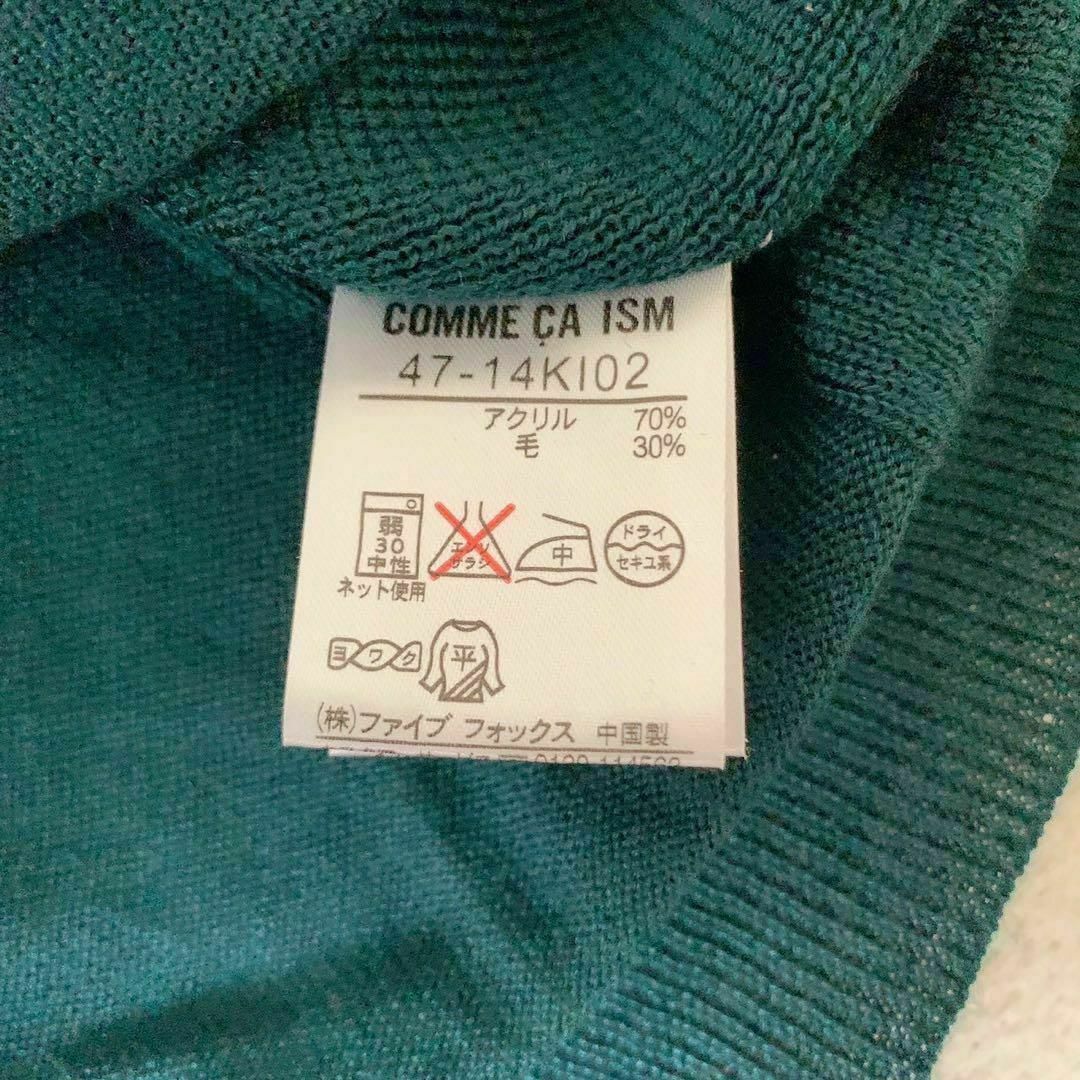 COMME ÇA ISM
47-14KI02
アクリル 70%
毛 30%
弱
30
中性
ネット使用
エンソ
サラシ
中
ドライ
セキユ系
ヨワク
平
(株)ファイブ フォックス 中国製